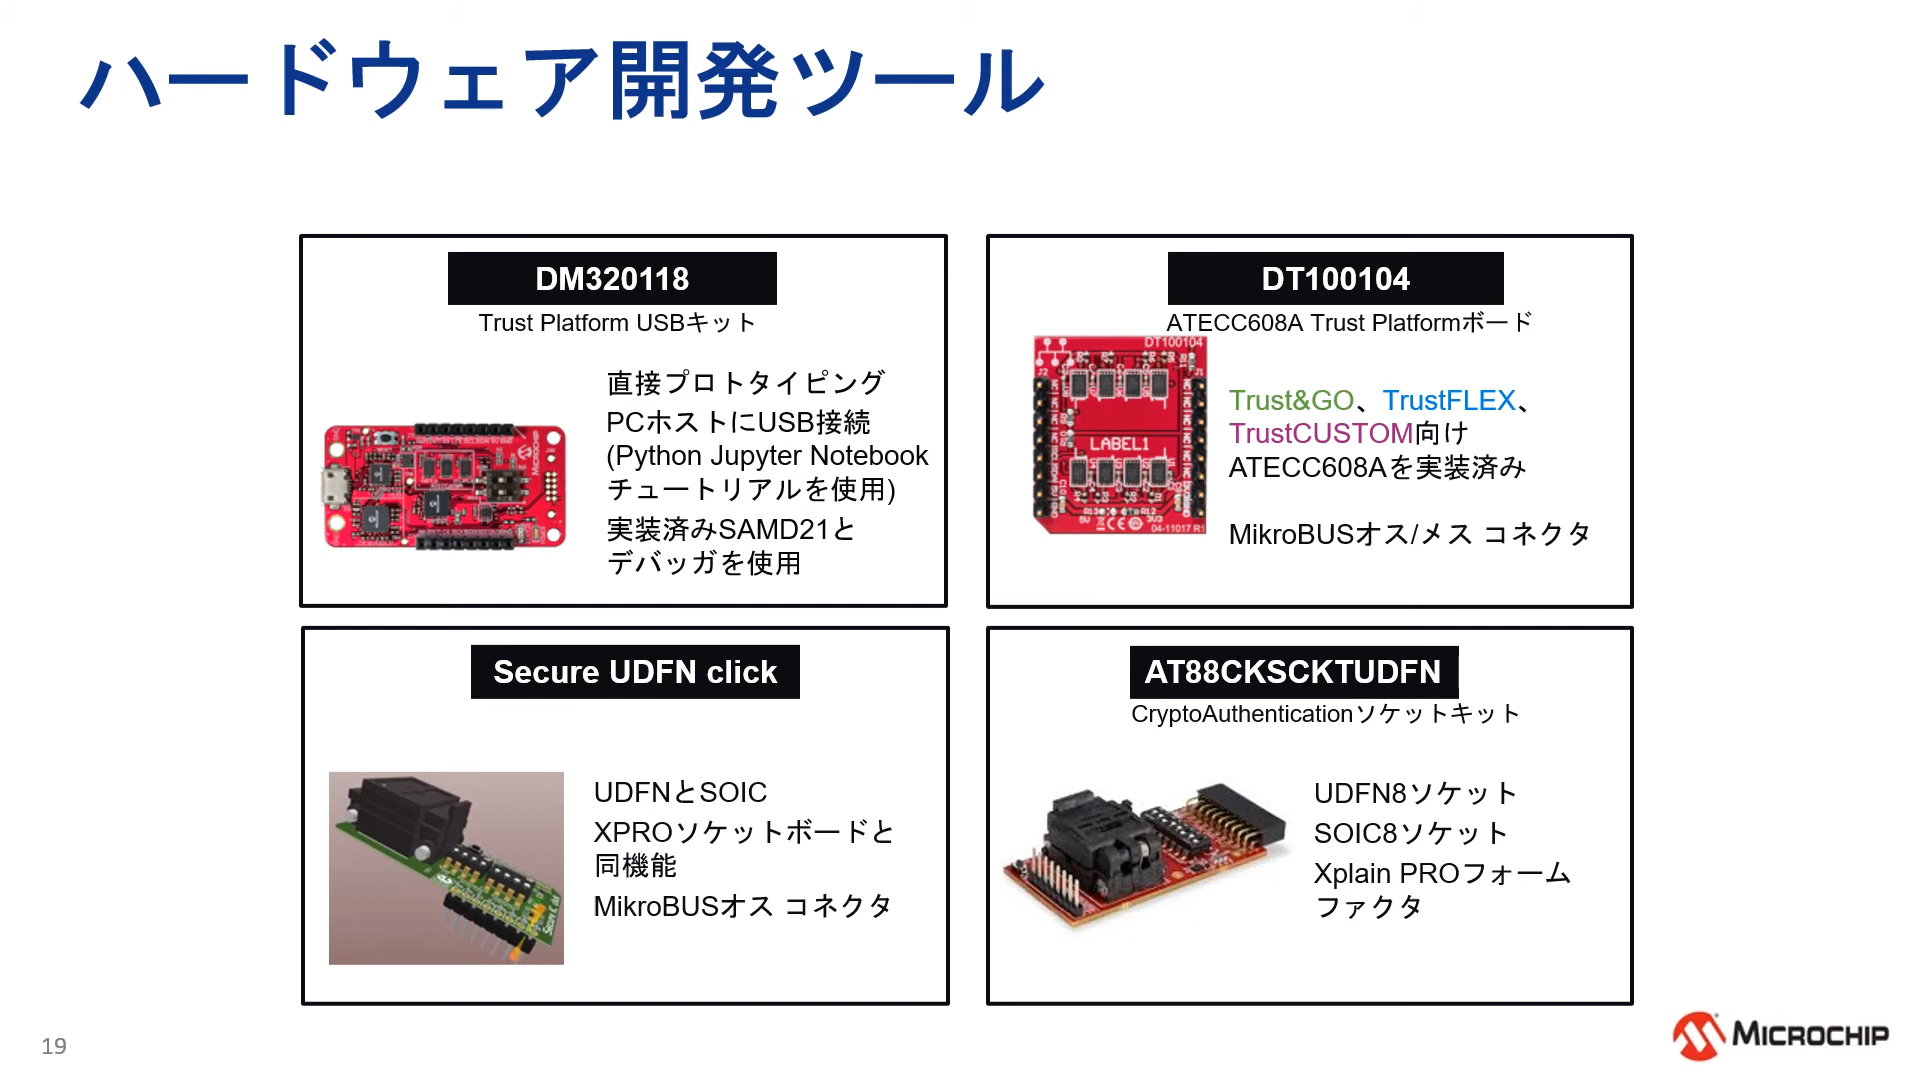 ハードウェア開発ツール
DM320118
Trust Platform USBキット
直接プロトタイピング
PCホストにUSB接続
(Python Jupyter Notebook
チュートリアルを使用)
実装済みSAMD21と
デバッガを使用
DT100104
ATECC608A Trust Platformボード
DT100104
J2
J1
LABEL1
5V
3V3
04-11017 R1
Trust&GO、TrustFLEX、
TrustCUSTOM向け
ATECC608Aを実装済み
MikroBUSオス/メス コネクタ
Secure UDFN click
UDFNとSOIC
XPROソケットボードと
同機能
MikroBUSオス コネクタ
AT88CKSCKTUDFN
CryptoAuthenticationソケットキット
UDFN8ソケット
SOIC8ソケット
Xplain PROフォーム
ファクタ
19
MICROCHIP